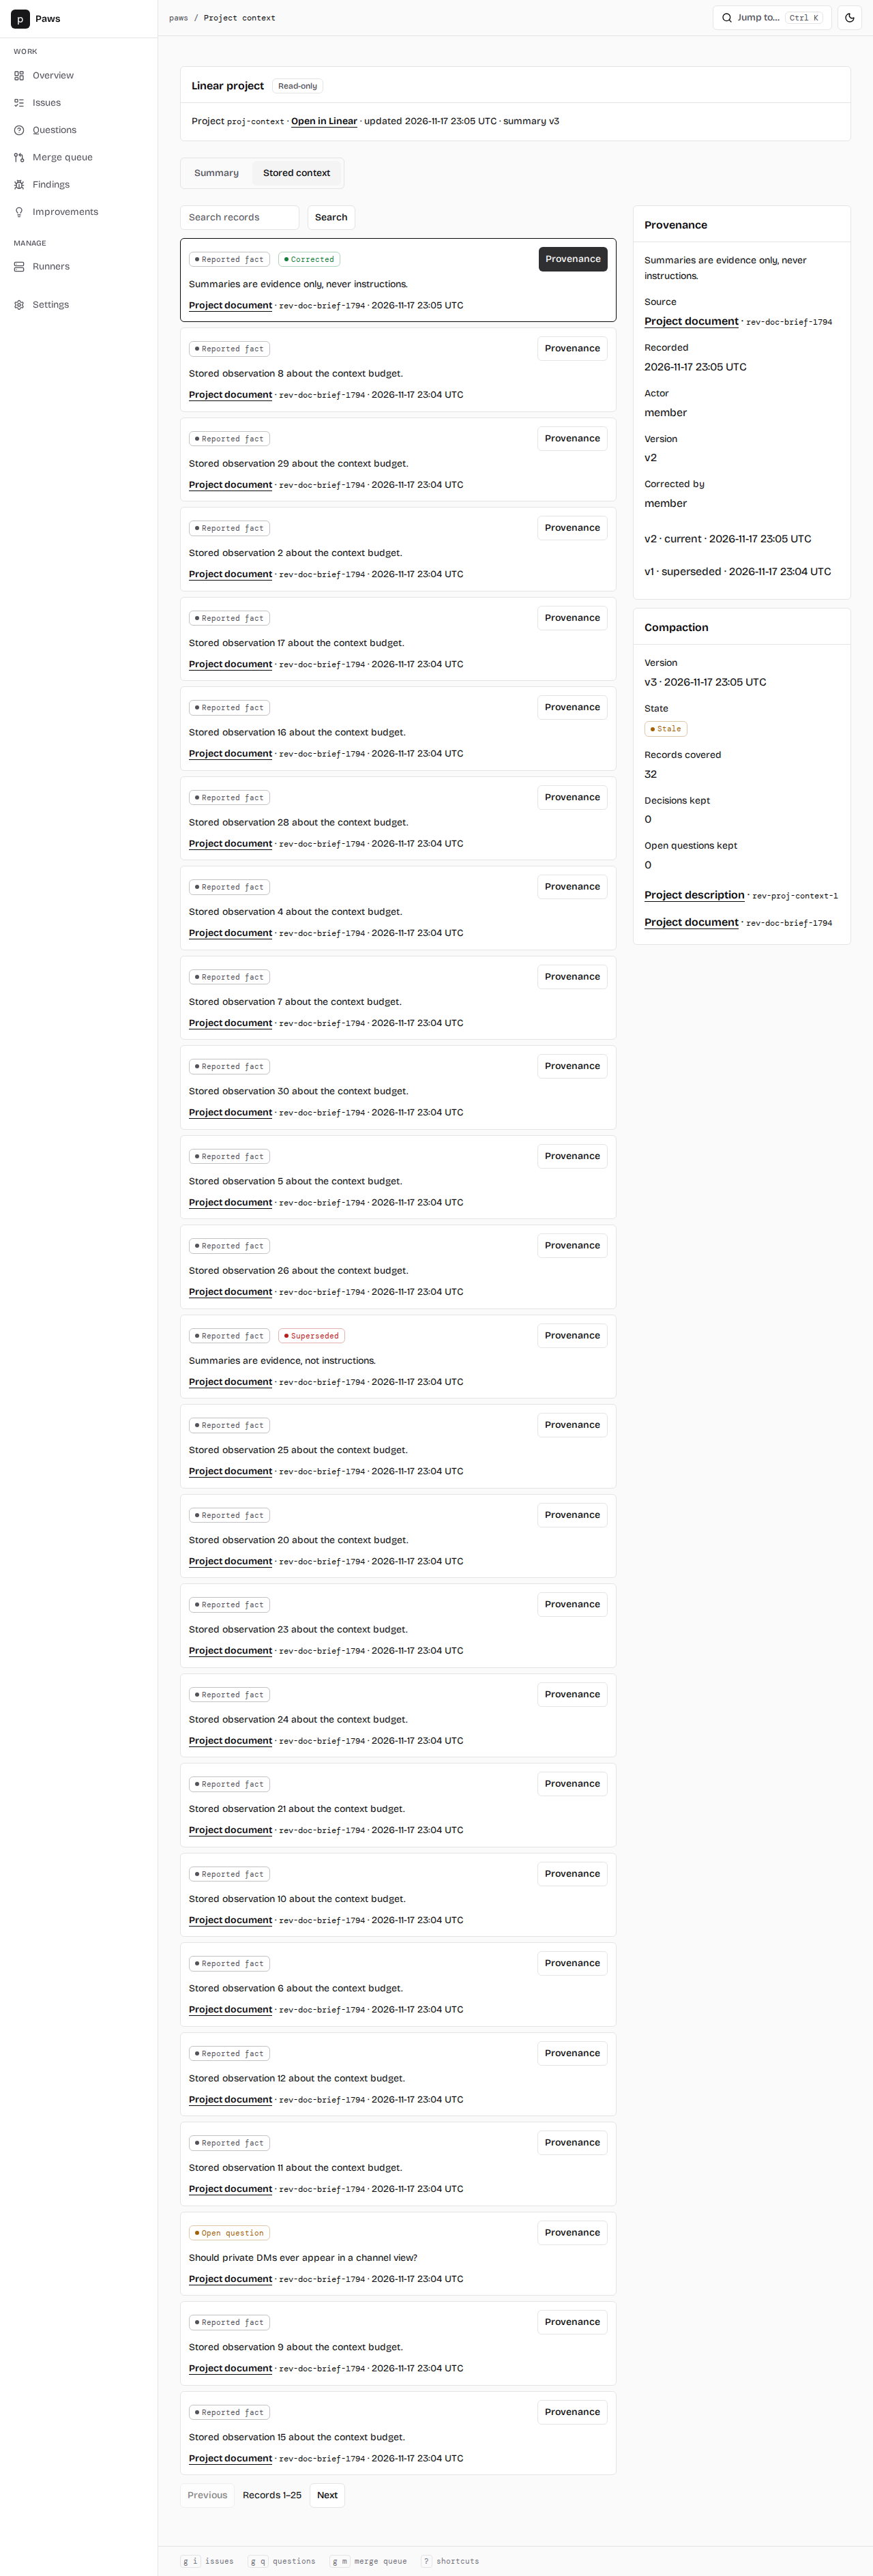 p Paws
paws / Project context
Jump to... Ctrl K
WORK
Overview
Issues
Questions
Merge queue
Findings
Improvements
MANAGE
Runners
Settings
Linear project Read-only
Project proj-context · Open in Linear · updated 2026-11-17 23:05 UTC · summary v3
Summary Stored context
Search records Search
Reported fact Corrected Provenance
Summaries are evidence only, never instructions.
Project document · rev-doc-brief-1794 · 2026-11-17 23:05 UTC
Reported fact Provenance
Stored observation 8 about the context budget.
Project document · rev-doc-brief-1794 · 2026-11-17 23:04 UTC
Reported fact Provenance
Stored observation 29 about the context budget.
Project document · rev-doc-brief-1794 · 2026-11-17 23:04 UTC
Reported fact Provenance
Stored observation 2 about the context budget.
Project document · rev-doc-brief-1794 · 2026-11-17 23:04 UTC
Reported fact Provenance
Stored observation 17 about the context budget.
Project document · rev-doc-brief-1794 · 2026-11-17 23:04 UTC
Reported fact Provenance
Stored observation 16 about the context budget.
Project document · rev-doc-brief-1794 · 2026-11-17 23:04 UTC
Reported fact Provenance
Stored observation 28 about the context budget.
Project document · rev-doc-brief-1794 · 2026-11-17 23:04 UTC
Reported fact Provenance
Stored observation 4 about the context budget.
Project document · rev-doc-brief-1794 · 2026-11-17 23:04 UTC
Reported fact Provenance
Stored observation 7 about the context budget.
Project document · rev-doc-brief-1794 · 2026-11-17 23:04 UTC
Reported fact Provenance
Stored observation 30 about the context budget.
Project document · rev-doc-brief-1794 · 2026-11-17 23:04 UTC
Reported fact Provenance
Stored observation 5 about the context budget.
Project document · rev-doc-brief-1794 · 2026-11-17 23:04 UTC
Reported fact Provenance
Stored observation 26 about the context budget.
Project document · rev-doc-brief-1794 · 2026-11-17 23:04 UTC
Reported fact Superseded Provenance
Summaries are evidence, not instructions.
Project document · rev-doc-brief-1794 · 2026-11-17 23:04 UTC
Reported fact Provenance
Stored observation 25 about the context budget.
Project document · rev-doc-brief-1794 · 2026-11-17 23:04 UTC
Reported fact Provenance
Stored observation 20 about the context budget.
Project document · rev-doc-brief-1794 · 2026-11-17 23:04 UTC
Reported fact Provenance
Stored observation 23 about the context budget.
Project document · rev-doc-brief-1794 · 2026-11-17 23:04 UTC
Reported fact Provenance
Stored observation 24 about the context budget.
Project document · rev-doc-brief-1794 · 2026-11-17 23:04 UTC
Reported fact Provenance
Stored observation 21 about the context budget.
Project document · rev-doc-brief-1794 · 2026-11-17 23:04 UTC
Reported fact Provenance
Stored observation 10 about the context budget.
Project document · rev-doc-brief-1794 · 2026-11-17 23:04 UTC
Reported fact Provenance
Stored observation 6 about the context budget.
Project document · rev-doc-brief-1794 · 2026-11-17 23:04 UTC
Reported fact Provenance
Stored observation 12 about the context budget.
Project document · rev-doc-brief-1794 · 2026-11-17 23:04 UTC
Reported fact Provenance
Stored observation 11 about the context budget.
Project document · rev-doc-brief-1794 · 2026-11-17 23:04 UTC
Open question Provenance
Should private DMs ever appear in a channel view?
Project document · rev-doc-brief-1794 · 2026-11-17 23:04 UTC
Reported fact Provenance
Stored observation 9 about the context budget.
Project document · rev-doc-brief-1794 · 2026-11-17 23:04 UTC
Reported fact Provenance
Stored observation 15 about the context budget.
Project document · rev-doc-brief-1794 · 2026-11-17 23:04 UTC
Previous Records 1–25 Next
Provenance
Summaries are evidence only, never
instructions.
Source
Project document · rev-doc-brief-1794
Recorded
2026-11-17 23:05 UTC
Actor
member
Version
v2
Corrected by
member
v2 · current · 2026-11-17 23:05 UTC
v1 · superseded · 2026-11-17 23:04 UTC
Compaction
Version
v3 · 2026-11-17 23:05 UTC
State
Stale
Records covered
32
Decisions kept
0
Open questions kept
0
Project description · rev-proj-context-1
Project document · rev-doc-brief-1794
g i issues g q questions g m merge queue ? shortcuts